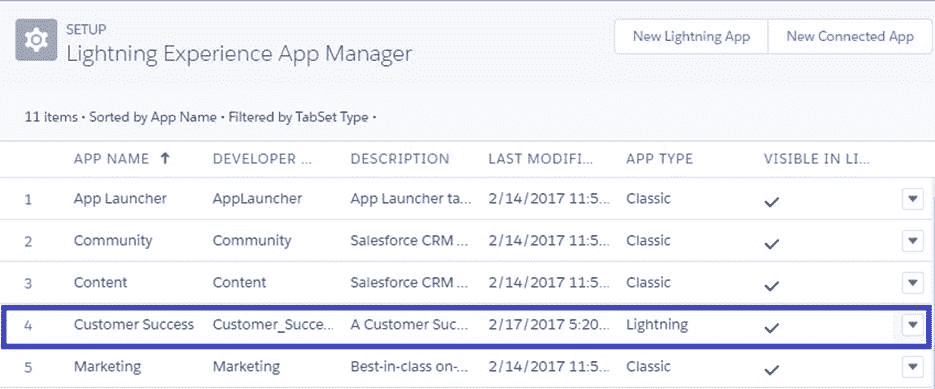 SETUP
Lightning Experience App Manager
New Lightning App
New Connected App
11 items • Sorted by App Name • Filtered by TabSet Type •
APP NAME ↑ DEVELOPER ... DESCRIPTION LAST MODIFI... APP TYPE VISIBLE IN LI...
1 App Launcher AppLauncher App Launcher ta... 2/14/2017 11:5... Classic
2 Community Community Salesforce CRM ... 2/14/2017 11:5... Classic
3 Content Content Salesforce CRM ... 2/14/2017 11:5... Classic
4 Customer Success Customer_Succe... A Customer Suc... 2/17/2017 5:20... Lightning
5 Marketing Marketing Best-in-class on-... 2/14/2017 11:5... Classic